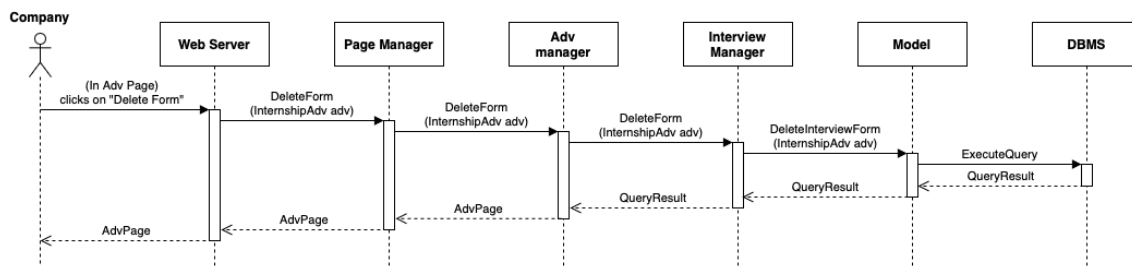 Company
Web Server
Page Manager
Adv
manager
Interview
Manager
Model
DBMS
(In Adv Page)
clicks on "Delete Form"
DeleteForm
(InternshipAdv adv)
DeleteForm
(InternshipAdv adv)
DeleteForm
(InternshipAdv adv)
DeleteInterviewForm
(InternshipAdv adv)
ExecuteQuery
QueryResult
QueryResult
QueryResult
AdvPage
AdvPage
AdvPage